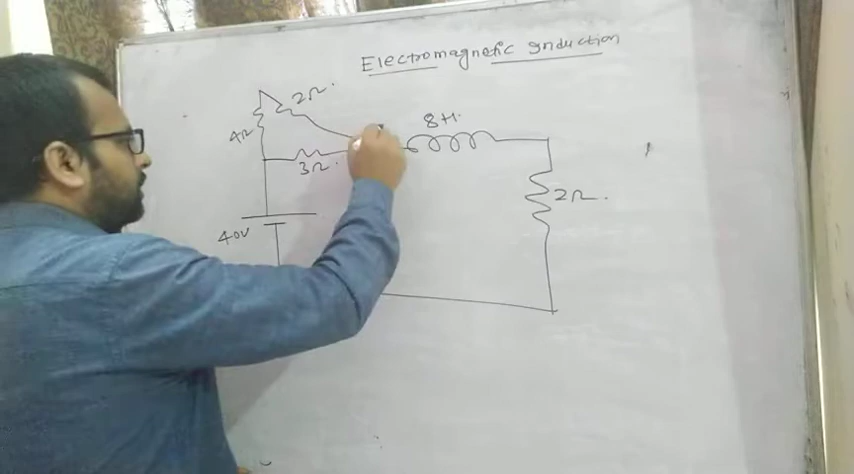 Electromagnetic Induction
2Ω.
8H.
4Ω
3Ω.
2Ω.
40V